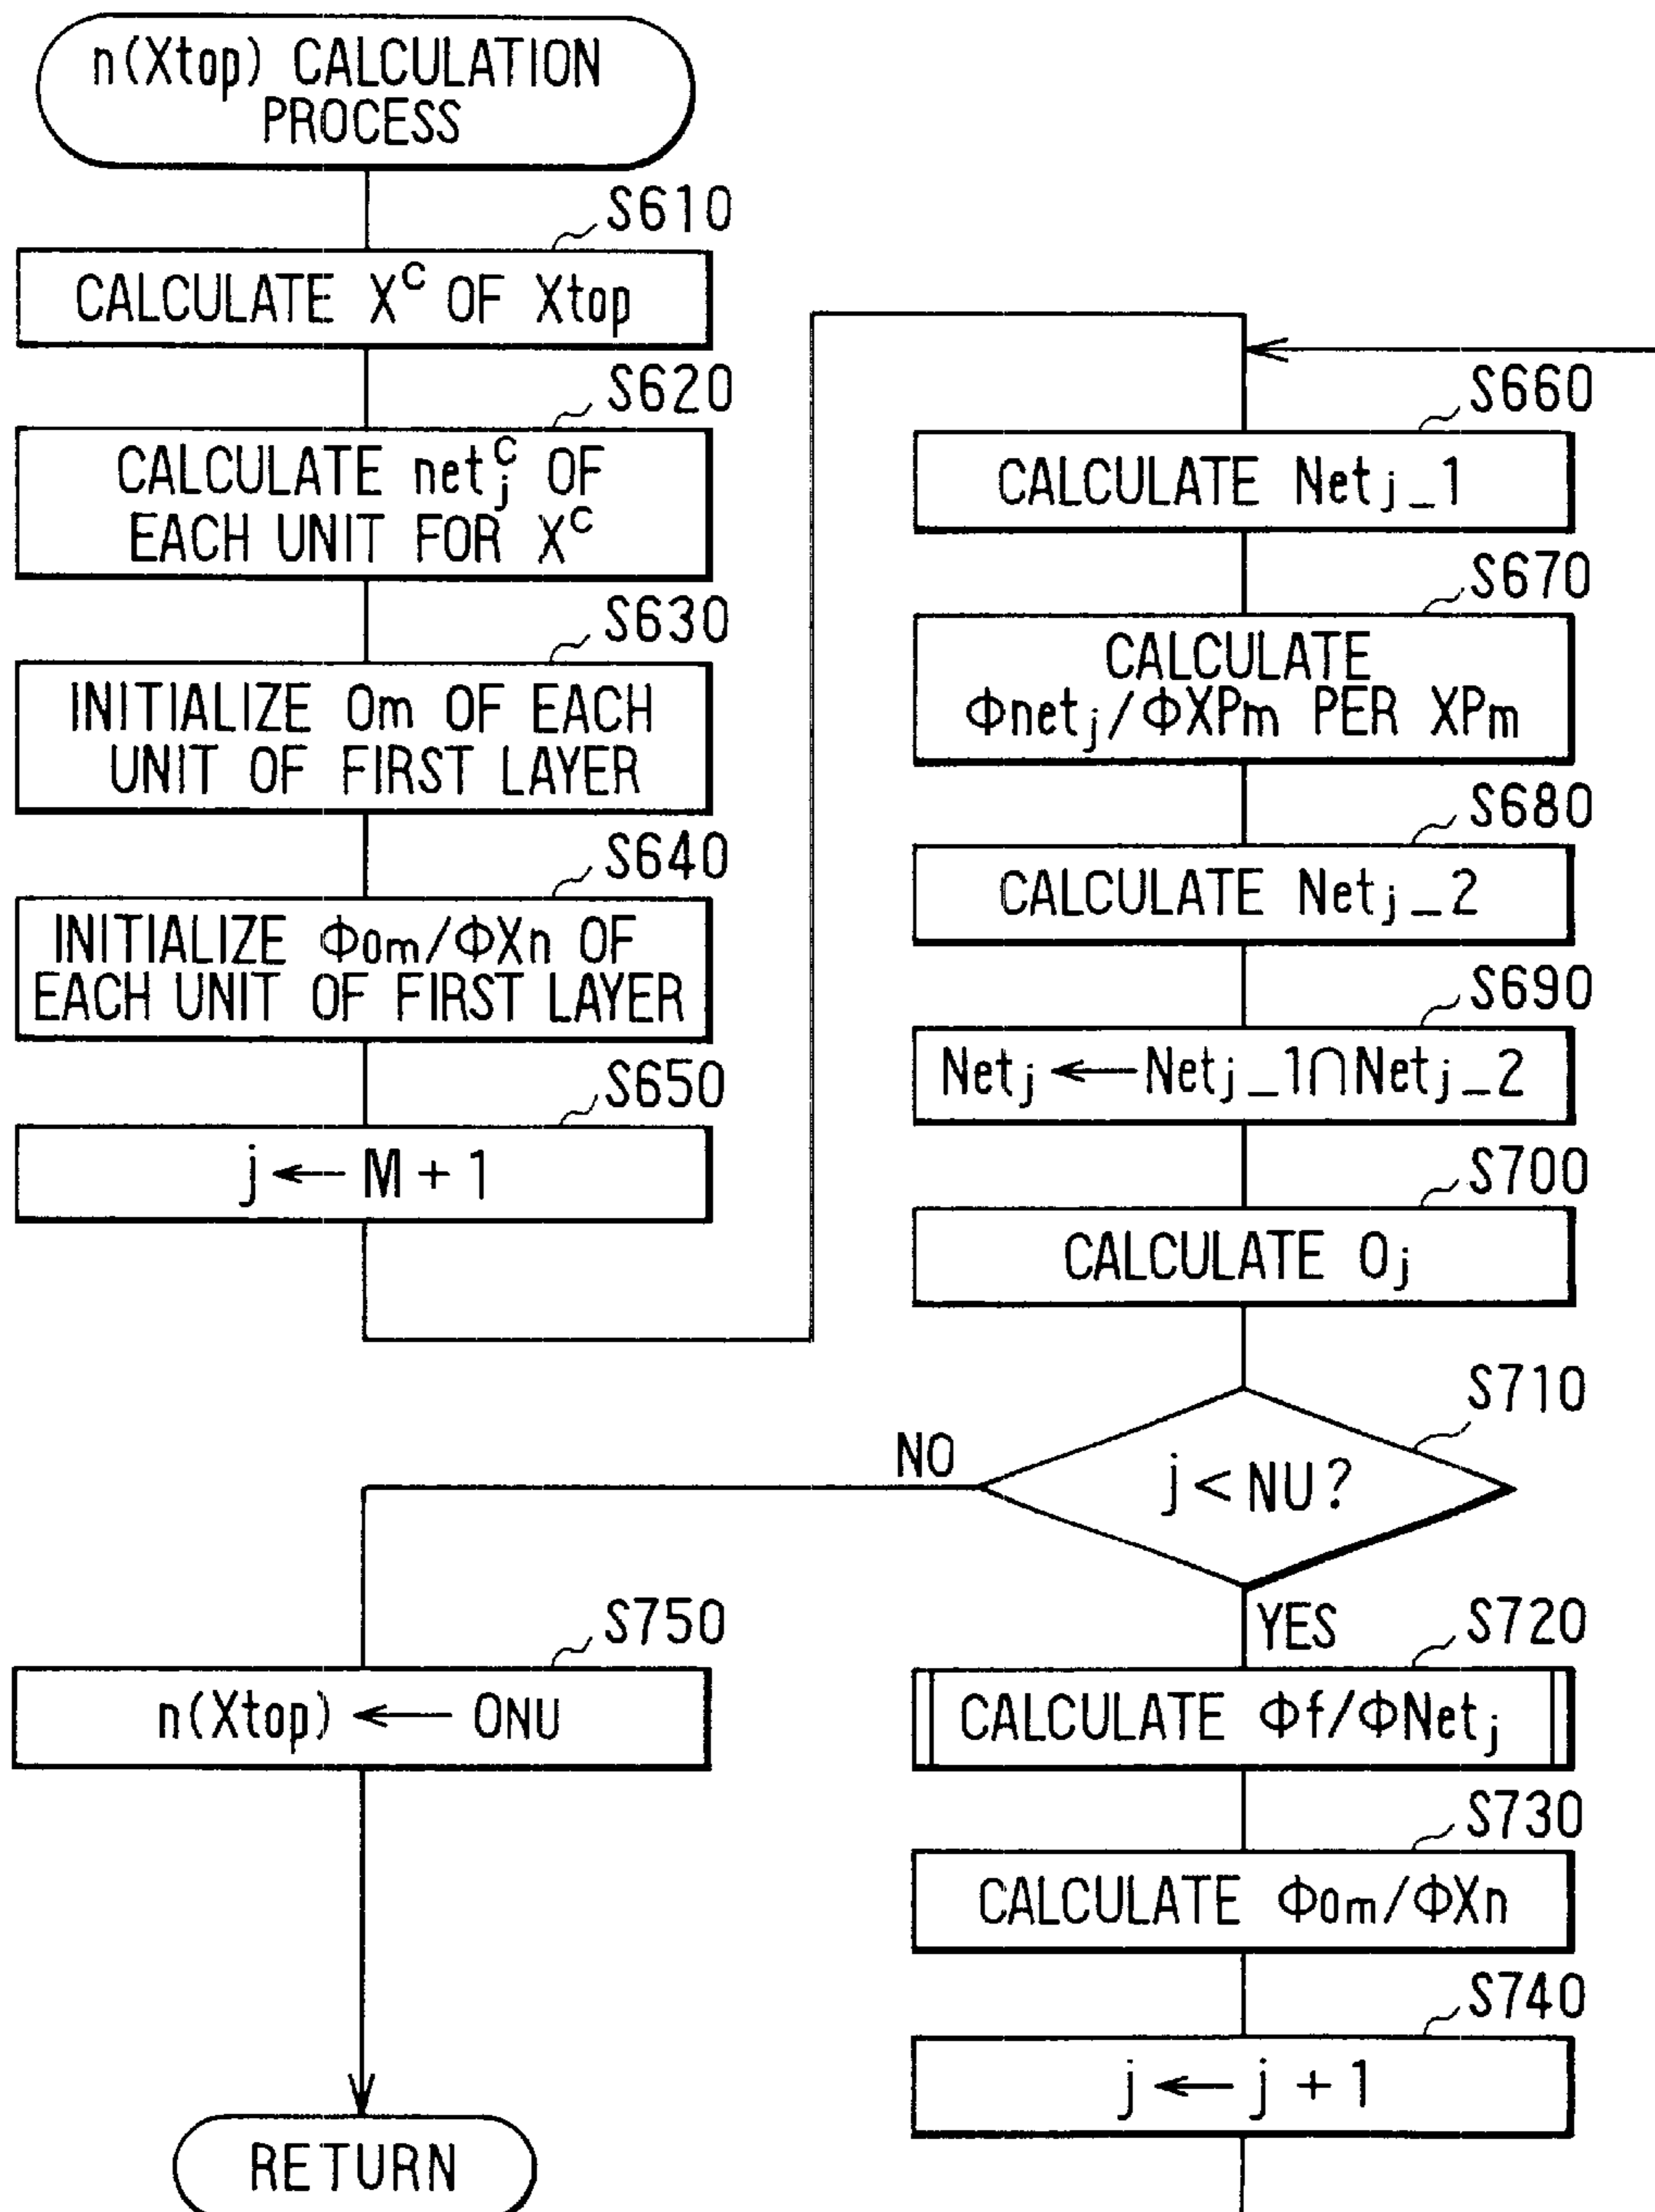 n(Xtop) CALCULATION
PROCESS
S610
CALCULATE Xᶜ OF Xtop
S620
CALCULATE netⱼᶜ OF
EACH UNIT FOR Xᶜ
S630
INITIALIZE Om OF EACH
UNIT OF FIRST LAYER
S640
INITIALIZE Φom/ΦXn OF
EACH UNIT OF FIRST LAYER
S650
j ← M + 1
S660
CALCULATE Netj_1
S670
CALCULATE
Φnetj/ΦXPm PER XPm
S680
CALCULATE Netj_2
S690
Netj ← Netj_1∩Netj_2
S700
CALCULATE Oj
S710
j < NU?
NO
YES
S720
CALCULATE Φf/ΦNetj
S730
CALCULATE Φom/ΦXn
S740
j ← j + 1
S750
n(Xtop) ← ONU
RETURN